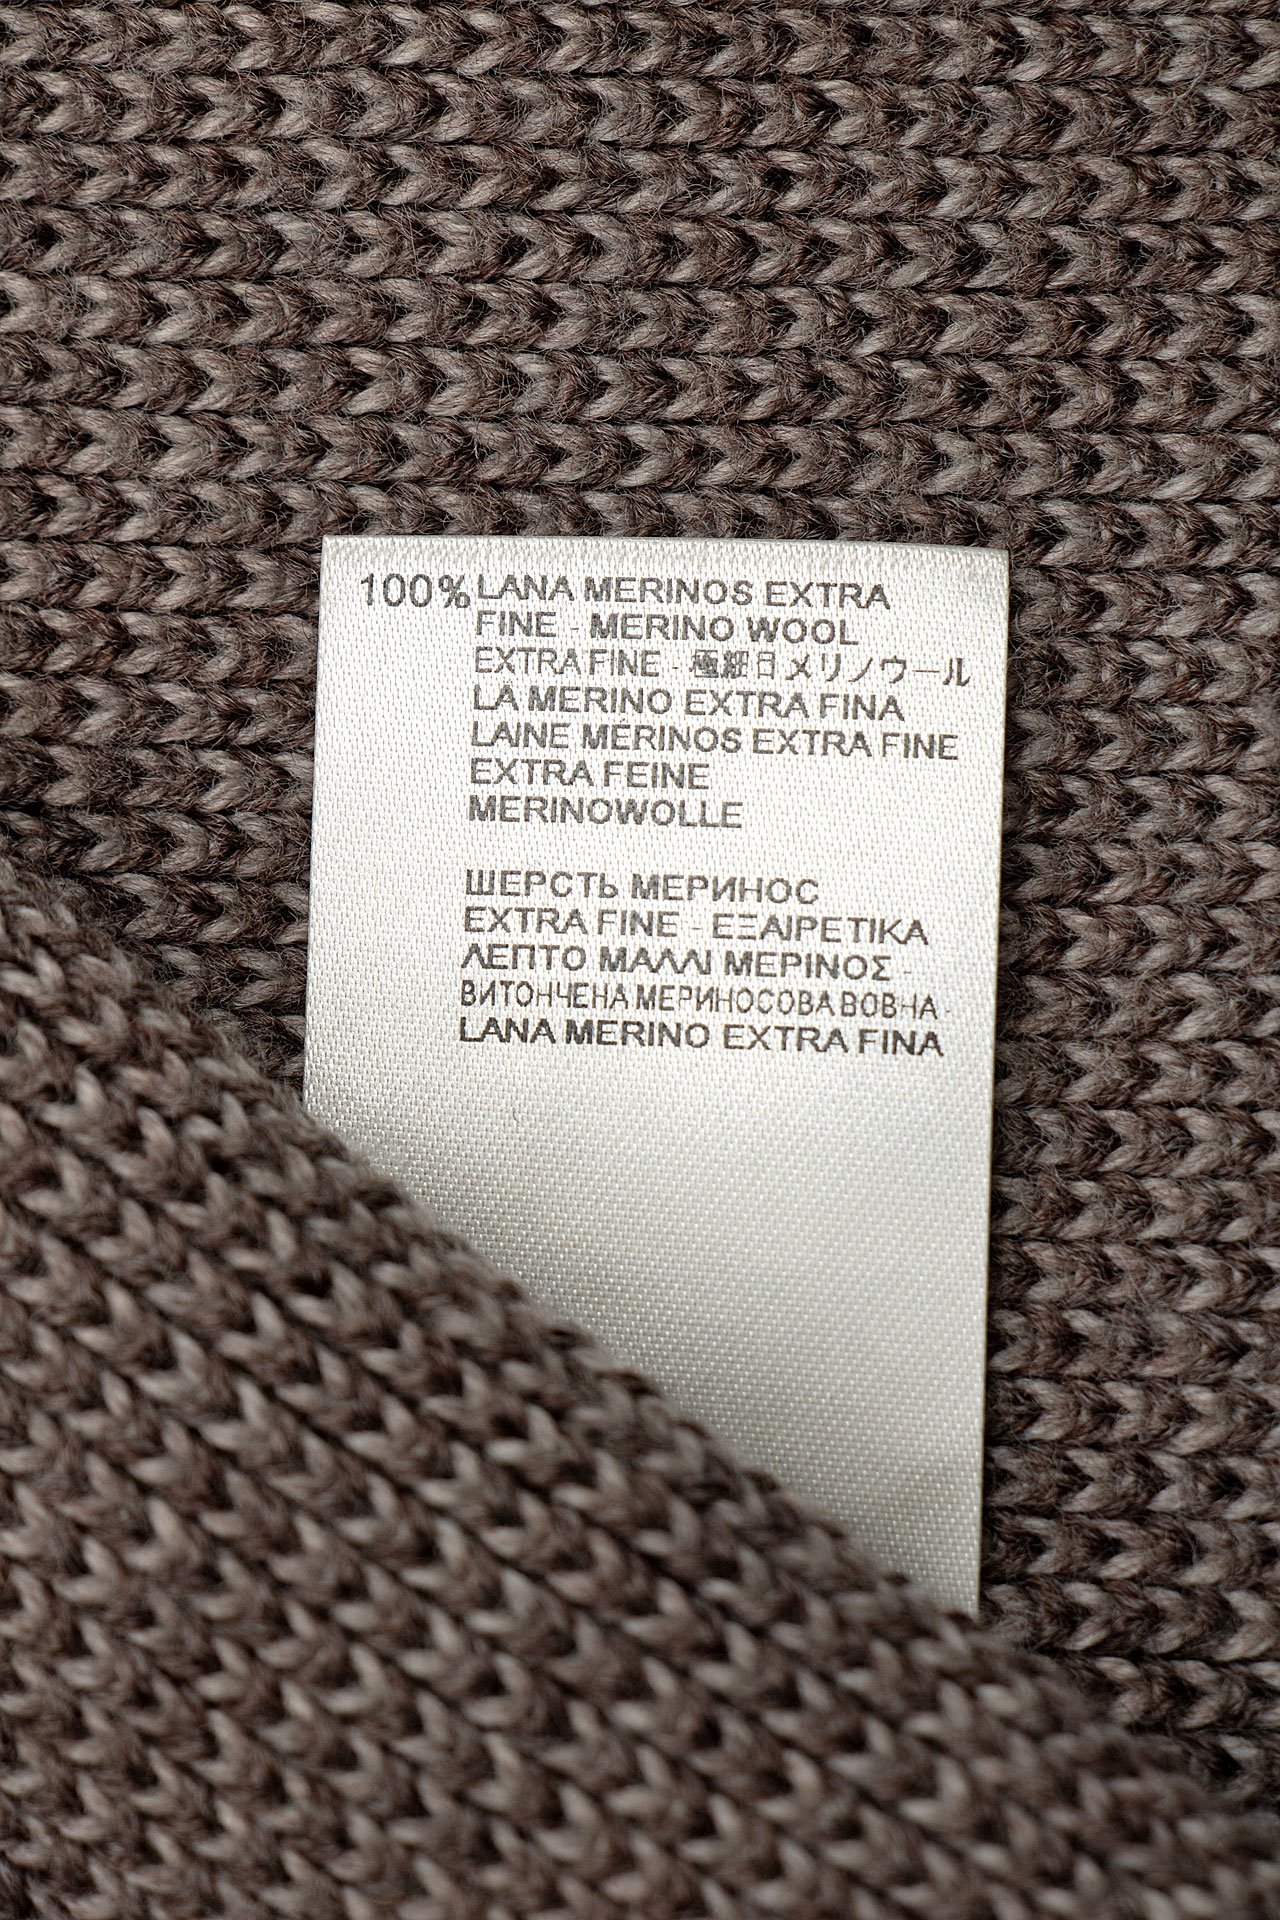 100% LANA MERINOS EXTRA
FINE - MERINO WOOL
EXTRA FINE - 極細日メリノウール
LA MERINO EXTRA FINA
LAINE MERINOS EXTRA FINE
EXTRA FEINE
MERINOWOLLE
ШЕРСТЬ МЕРИНОС
EXTRA FINE - ΕΞΑΙΡΕΤΙΚΑ
ΛΕΠΤΟ ΜΑΛΛΙ ΜΕΡΙΝΟΣ -
ВИТОНЧЕНА МЕРИНОСОВА ВОВНА -
LANA MERINO EXTRA FINA